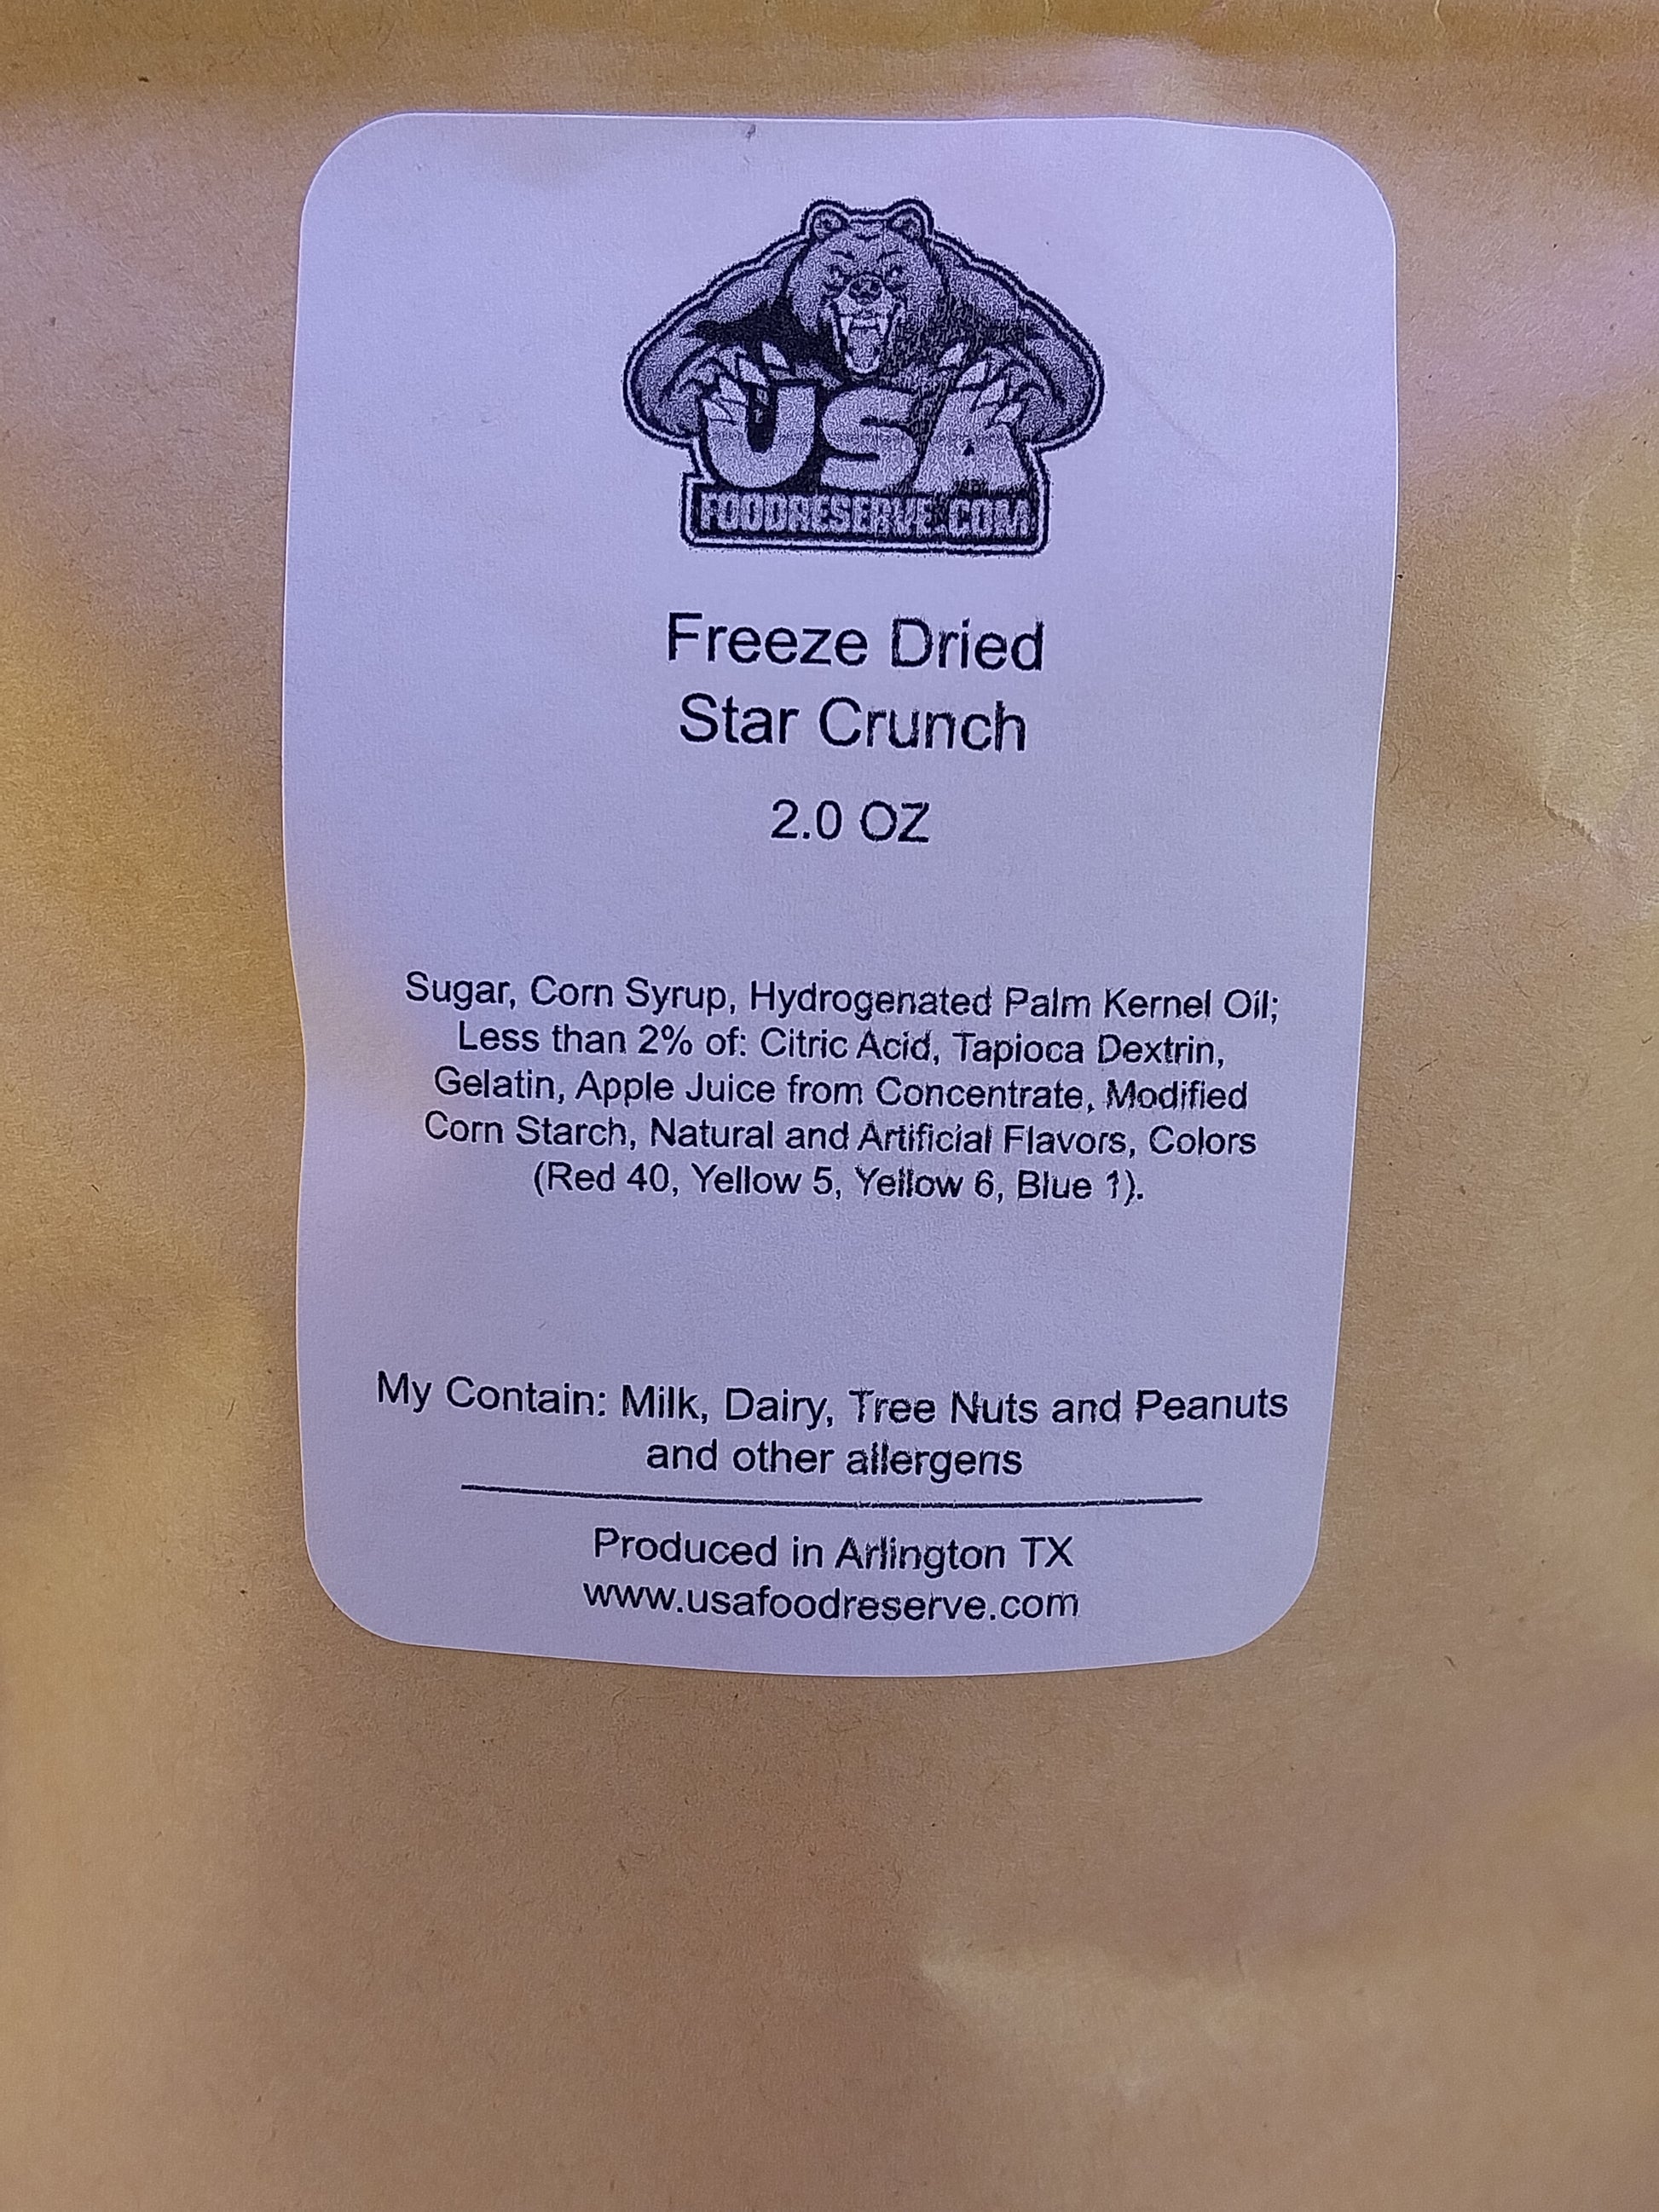 USA
FOODRESERVE.COM
Freeze Dried
Star Crunch
2.0 OZ
Sugar, Corn Syrup, Hydrogenated Palm Kernel Oil;
Less than 2% of: Citric Acid, Tapioca Dextrin,
Gelatin, Apple Juice from Concentrate, Modified
Corn Starch, Natural and Artificial Flavors, Colors
(Red 40, Yellow 5, Yellow 6, Blue 1).
My Contain: Milk, Dairy, Tree Nuts and Peanuts
and other allergens
Produced in Arlington TX
www.usafoodreserve.com